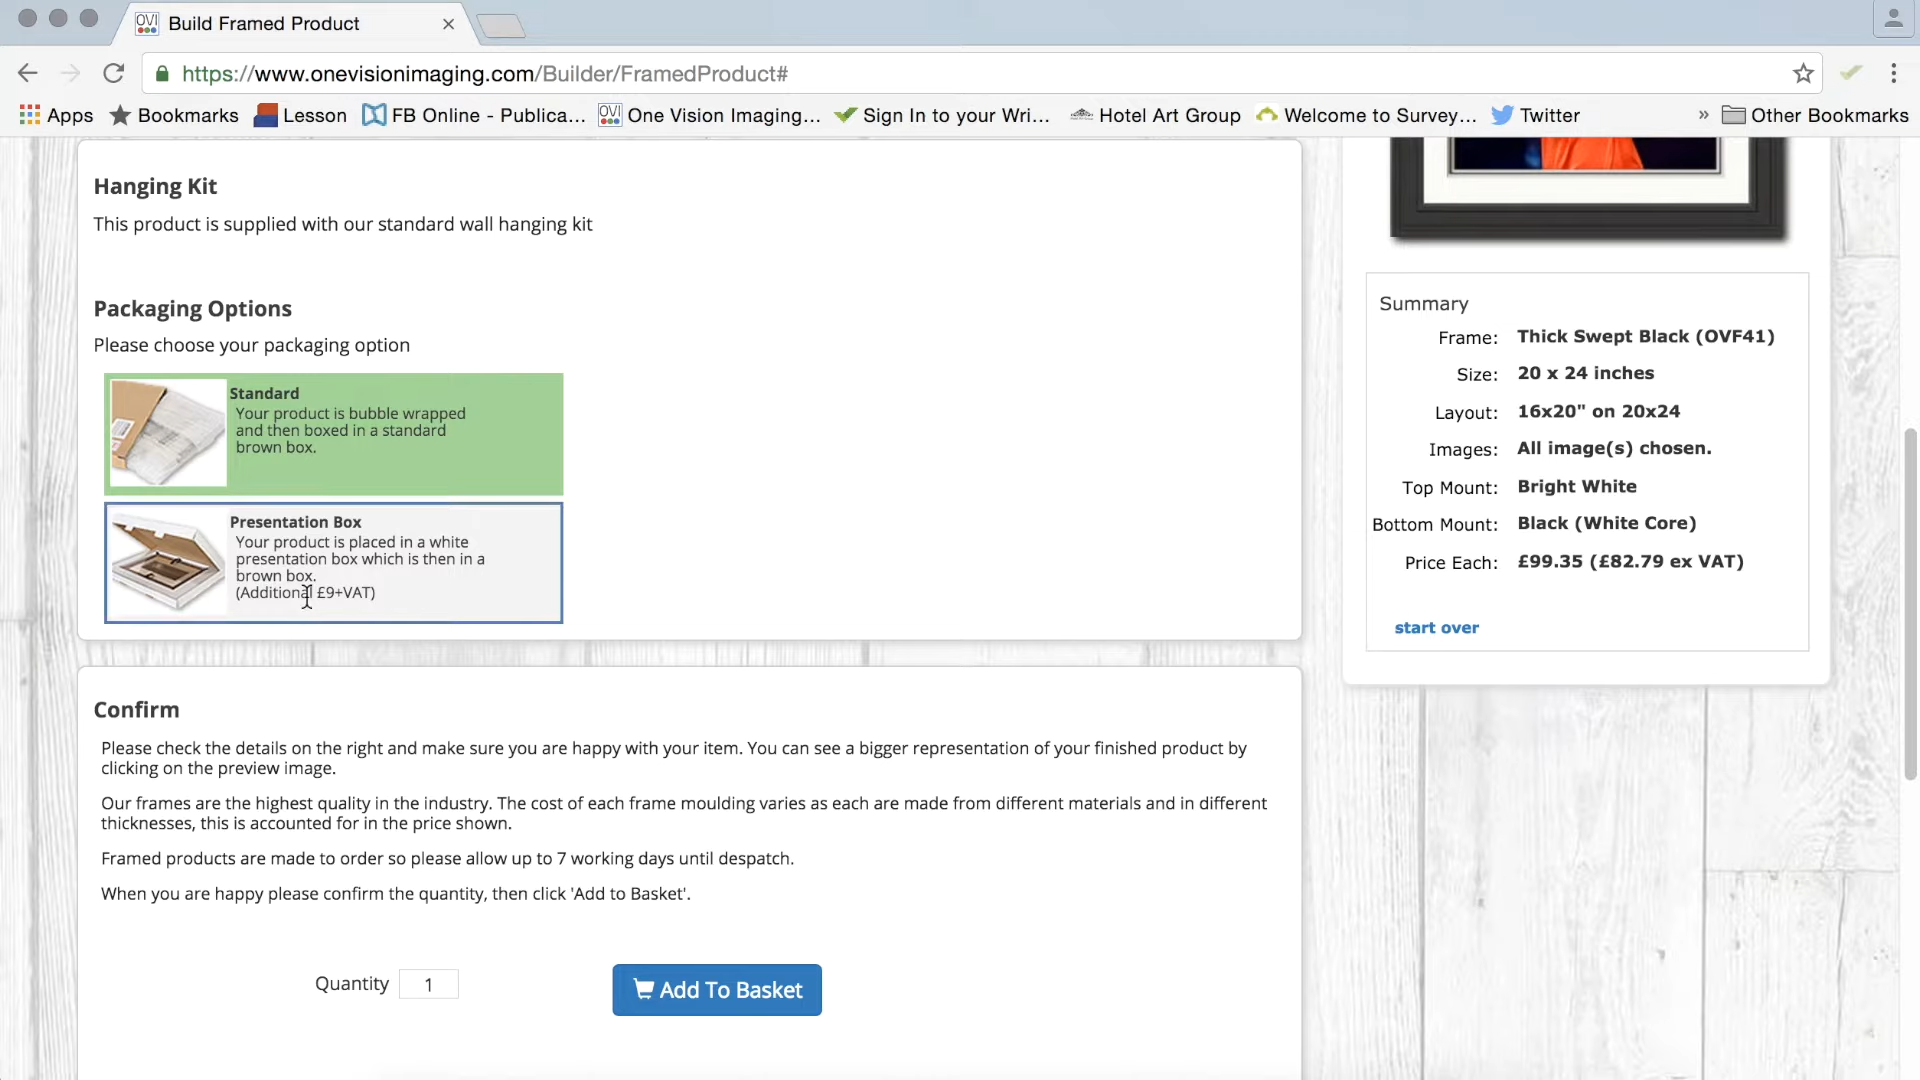 OVI
Build Framed Product
https://www.onevisionimaging.com/Builder/FramedProduct#
Apps
Bookmarks
Lesson
FB Online - Publica...
OVI
One Vision Imaging...
Sign In to your Wri...
Hotel Art Group
Welcome to Survey...
Twitter
»
Other Bookmarks
Hanging Kit
This product is supplied with our standard wall hanging kit
Packaging Options
Please choose your packaging option
Standard
Your product is bubble wrapped
and then boxed in a standard
brown box.
Presentation Box
Your product is placed in a white
presentation box which is then in a
brown box.
(Additional £9+VAT)
Confirm
Please check the details on the right and make sure you are happy with your item. You can see a bigger representation of your finished product by
clicking on the preview image.
Our frames are the highest quality in the industry. The cost of each frame moulding varies as each are made from different materials and in different
thicknesses, this is accounted for in the price shown.
Framed products are made to order so please allow up to 7 working days until despatch.
When you are happy please confirm the quantity, then click 'Add to Basket'.
Quantity 1
Add To Basket
Summary
Frame: Thick Swept Black (OVF41)
Size: 20 x 24 inches
Layout: 16x20" on 20x24
Images: All image(s) chosen.
Top Mount: Bright White
Bottom Mount: Black (White Core)
Price Each: £99.35 (£82.79 ex VAT)
start over